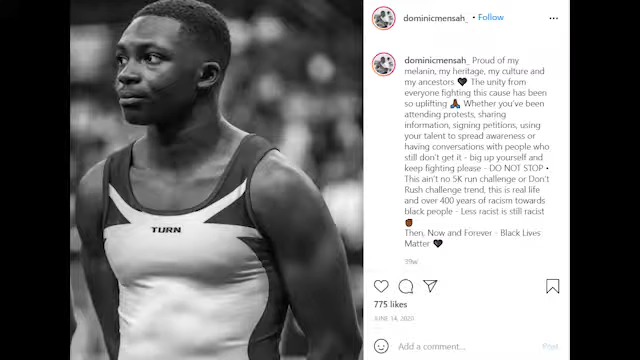 dominicmensah_ • Follow
dominicmensah_ Proud of my
melanin, my heritage, my culture and
my ancestors 🖤 The unity from
everyone fighting this cause has been
so uplifting 🙏🏾 Whether you've been
attending protests, sharing
information, signing petitions, using
your talent to spread awareness or
having conversations with people who
still don't get it - big up yourself and
keep fighting please - DO NOT STOP •
This ain't no 5K run challenge or Don't
Rush challenge trend, this is real life
and over 400 years of racism towards
black people - Less racist is still racist
✊🏾
Then, Now and Forever - Black Lives
Matter 🖤
39w
TURN
775 likes
JUNE 14, 2020
Add a comment...
Post